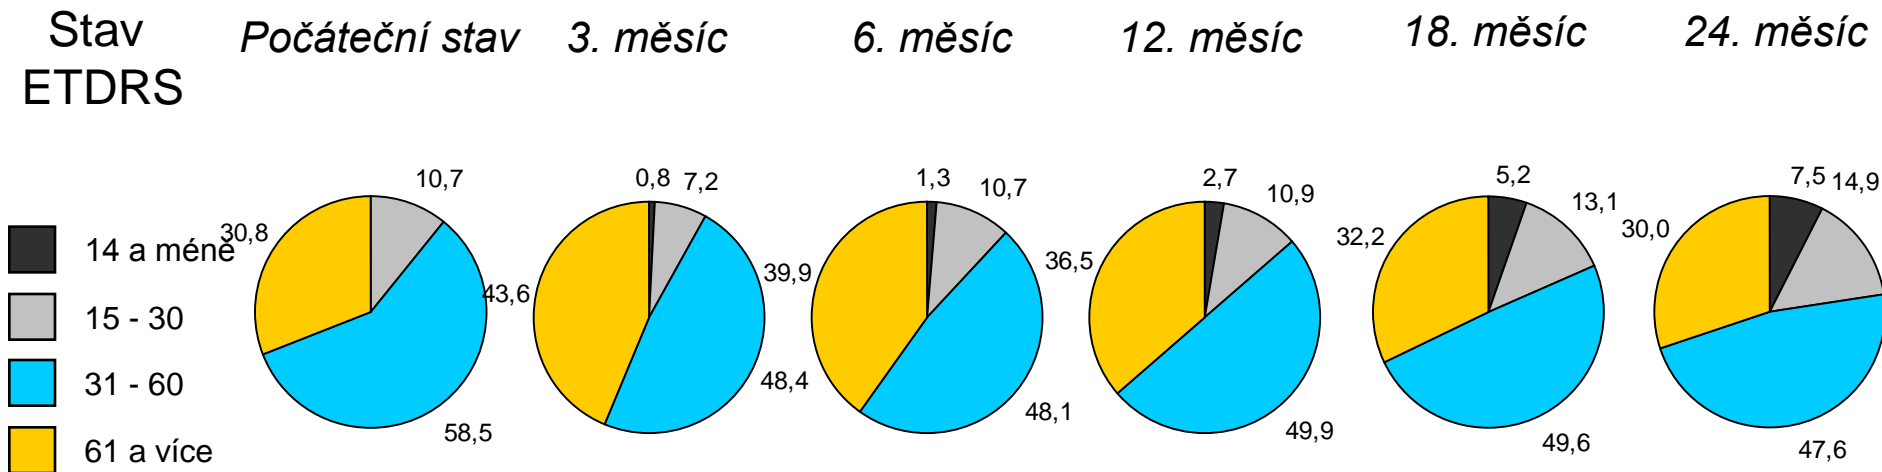 Stav
ETDRS
Počáteční stav
3. měsíc
6. měsíc
12. měsíc
18. měsíc
24. měsíc
14 a méně
15 - 30
31 - 60
61 a více
10,7
30,8
58,5
0,8
7,2
43,6
48,4
1,3
10,7
39,9
48,1
2,7
10,9
36,5
49,9
5,2
13,1
32,2
49,6
7,5
14,9
30,0
47,6